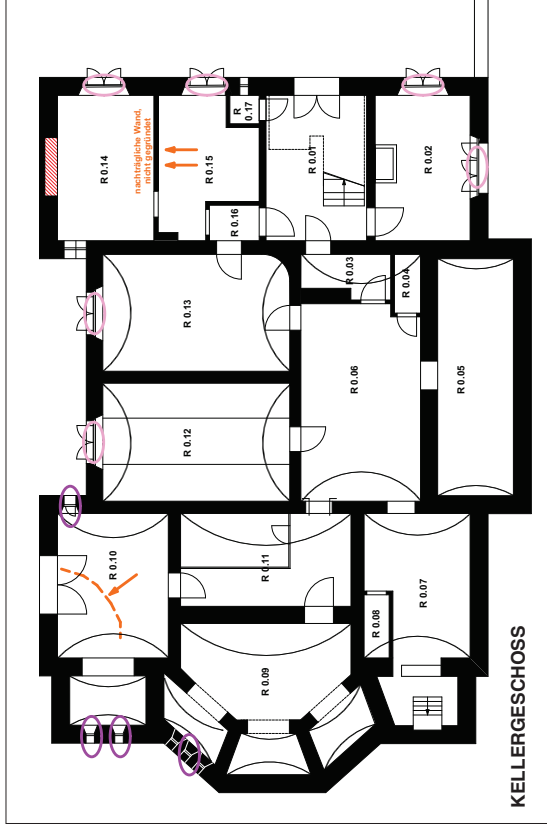 R 0.14
nachträgliche Wand,
nicht gegründet
R 0.15
R
0.17
R 0.16
R 0.01
R 0.02
R 0.03
R 0.04
R 0.13
R 0.06
R 0.05
R 0.12
R 0.10
R 0.11
R 0.07
R 0.08
R 0.09
KELLERGESCHOSS